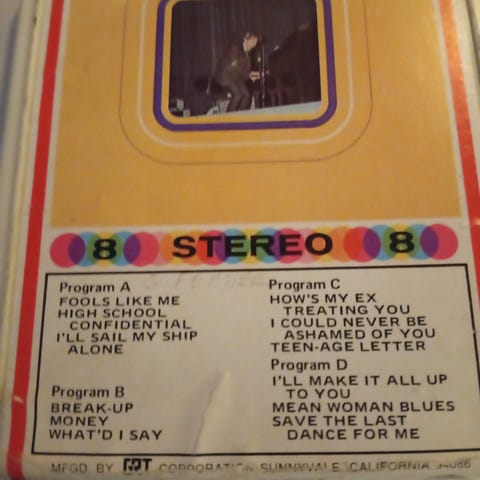 8 STEREO 8
Program A
FOOLS LIKE ME
HIGH SCHOOL
CONFIDENTIAL
I'LL SAIL MY SHIP
ALONE
Program B
BREAK-UP
MONEY
WHAT'D I SAY
Program C
HOW'S MY EX
TREATING YOU
I COULD NEVER BE
ASHAMED OF YOU
TEEN-AGE LETTER
Program D
I'LL MAKE IT ALL UP
TO YOU
MEAN WOMAN BLUES
SAVE THE LAST
DANCE FOR ME
MFGD BY CORPORATION SUNNYVALE CALIFORNIA 94086